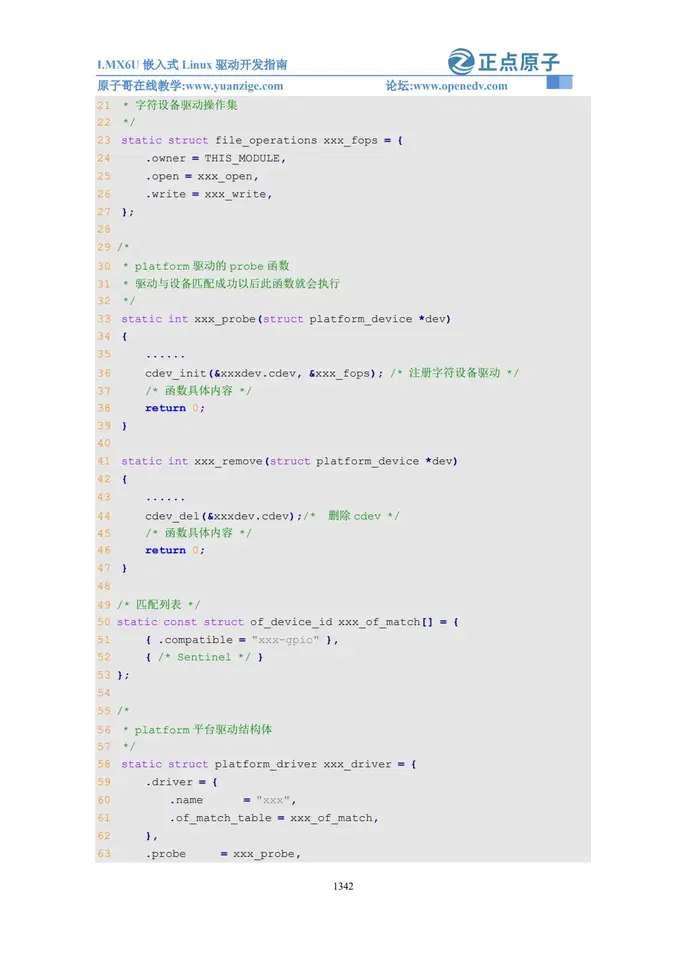 I.MX6U 嵌入式 Linux 驱动开发指南
正点原子
原子哥在线教学:www.yuanzige.com 论坛:www.openedv.com
21 * 字符设备驱动操作集
22 */
23 static struct file_operations xxx_fops = {
24 .owner = THIS_MODULE,
25 .open = xxx_open,
26 .write = xxx_write,
27 };
28
29 /*
30 * platform 驱动的 probe 函数
31 * 驱动与设备匹配成功以后此函数就会执行
32 */
33 static int xxx_probe(struct platform_device *dev)
34 {
35 ......
36 cdev_init(&xxxdev.cdev, &xxx_fops); /* 注册字符设备驱动 */
37 /* 函数具体内容 */
38 return 0;
39 }
40
41 static int xxx_remove(struct platform_device *dev)
42 {
43 ......
44 cdev_del(&xxxdev.cdev);/* 删除 cdev */
45 /* 函数具体内容 */
46 return 0;
47 }
48
49 /* 匹配列表 */
50 static const struct of_device_id xxx_of_match[] = {
51 { .compatible = "xxx-gpio" },
52 { /* Sentinel */ }
53 };
54
55 /*
56 * platform 平台驱动结构体
57 */
58 static struct platform_driver xxx_driver = {
59 .driver = {
60 .name = "xxx",
61 .of_match_table = xxx_of_match,
62 },
63 .probe = xxx_probe,
1342